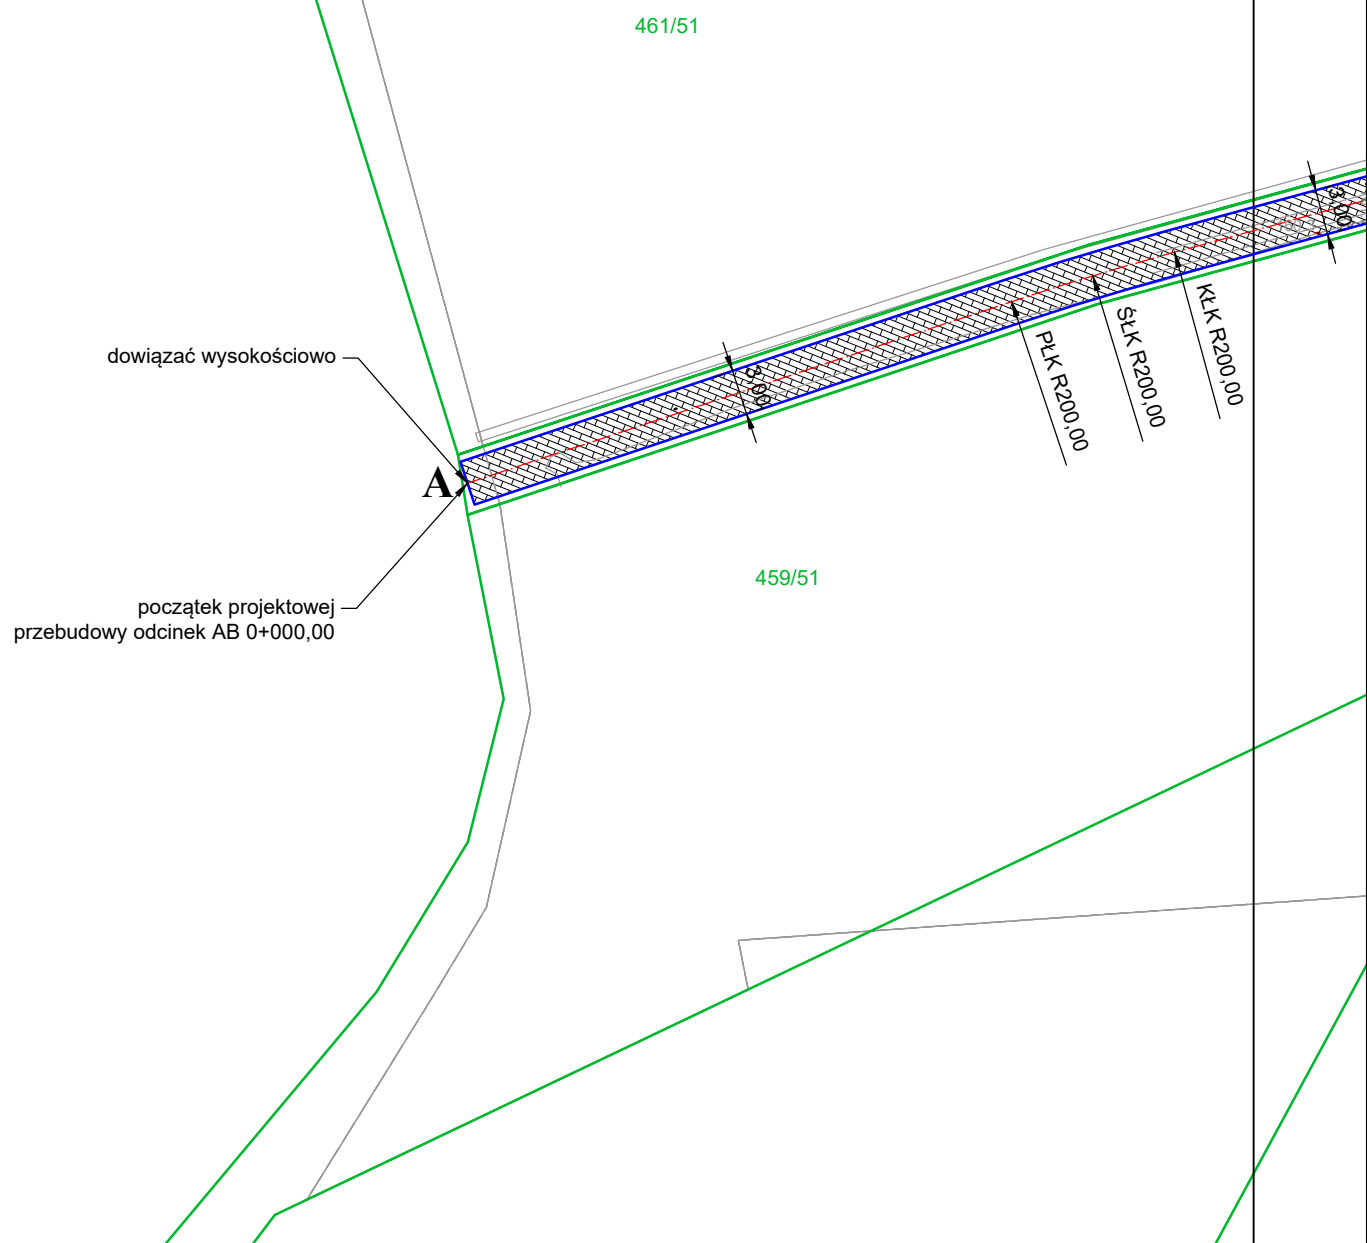 461/51
3,00
KŁK R200,00
ŚŁK R200,00
PŁK R200,00
dowiązać wysokościowo
3,00
A
459/51
początek projektowej
przebudowy odcinek AB 0+000,00